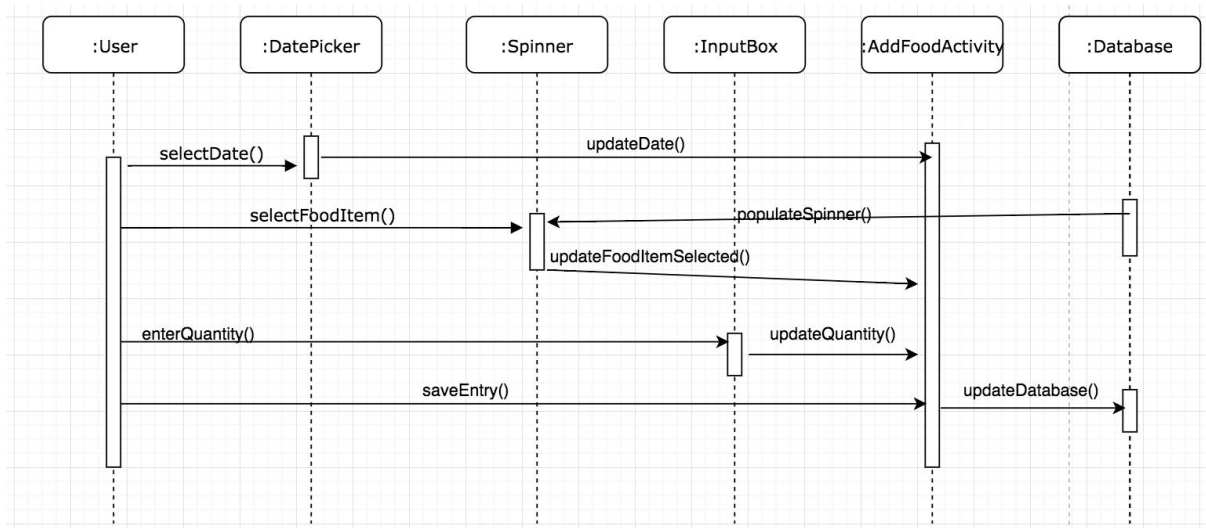 :User
:DatePicker
:Spinner
:InputBox
:AddFoodActivity
:Database
updateDate()
selectDate()
selectFoodItem()
populateSpinner()
updateFoodItemSelected()
enterQuantity()
updateQuantity()
saveEntry()
updateDatabase()